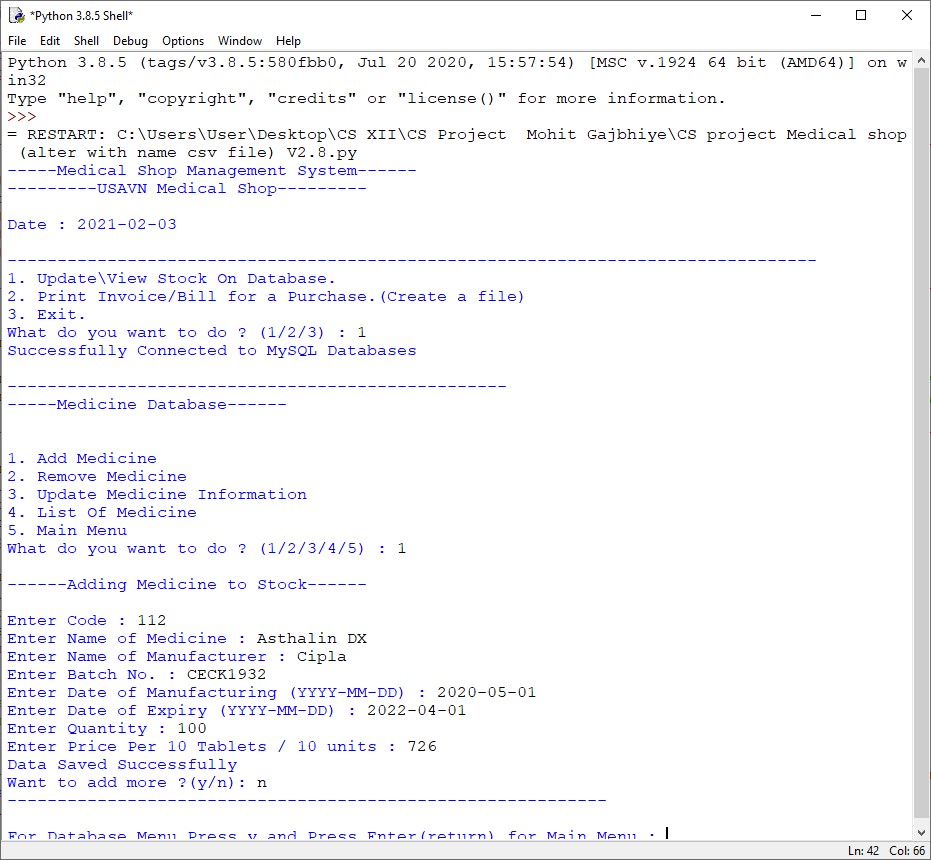 *Python 3.8.5 Shell*
File Edit Shell Debug Options Window Help
Python 3.8.5 (tags/v3.8.5:580fbb0, Jul 20 2020, 15:57:54) [MSC v.1924 64 bit (AMD64)] on w
in32
Type "help", "copyright", "credits" or "license()" for more information.
>>>
= RESTART: C:\Users\User\Desktop\CS XII\CS Project  Mohit Gajbhiye\CS project Medical shop
 (alter with name csv file) V2.8.py
-----Medical Shop Management System------
---------USAVN Medical Shop---------
Date : 2021-02-03
---------------------------------------------------------------------------------
1. Update\View Stock On Database.
2. Print Invoice/Bill for a Purchase.(Create a file)
3. Exit.
What do you want to do ? (1/2/3) : 1
Successfully Connected to MySQL Databases
--------------------------------------------------
-----Medicine Database------
1. Add Medicine
2. Remove Medicine
3. Update Medicine Information
4. List Of Medicine
5. Main Menu
What do you want to do ? (1/2/3/4/5) : 1
------Adding Medicine to Stock------
Enter Code : 112
Enter Name of Medicine : Asthalin DX
Enter Name of Manufacturer : Cipla
Enter Batch No. : CECK1932
Enter Date of Manufacturing (YYYY-MM-DD) : 2020-05-01
Enter Date of Expiry (YYYY-MM-DD) : 2022-04-01
Enter Quantity : 100
Enter Price Per 10 Tablets / 10 units : 726
Data Saved Successfully
Want to add more ?(y/n): n
------------------------------------------------------------
For Database Menu Press y and Press Enter(return) for Main Menu :
Ln: 42 Col: 66